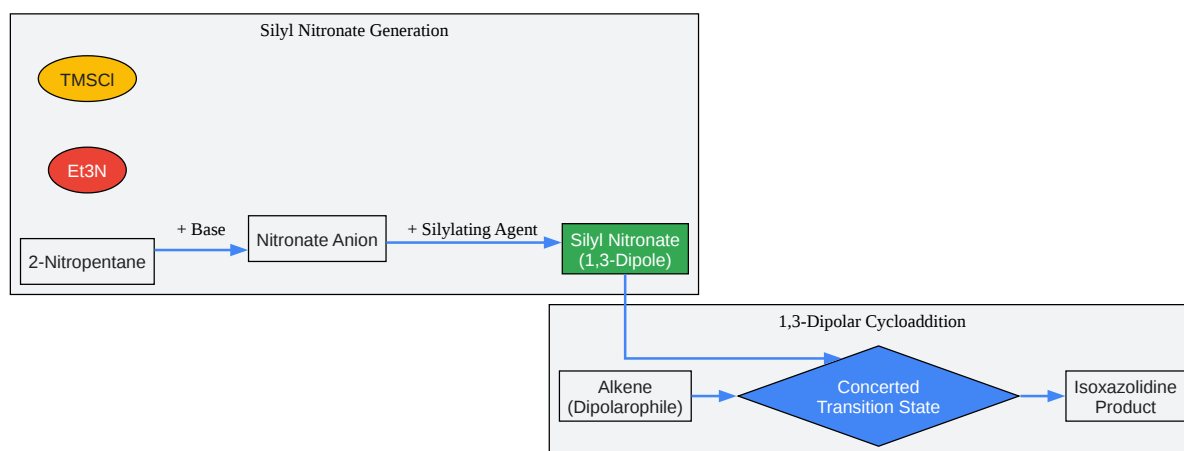 Silyl Nitronate Generation
TMSCl
Et3N
+ Base
+ Silylating Agent
2-Nitropentane
Nitronate Anion
Silyl Nitronate
(1,3-Dipole)
1,3-Dipolar Cycloaddition
Alkene
(Dipolarophile)
Concerted
Transition State
Isoxazolidine
Product